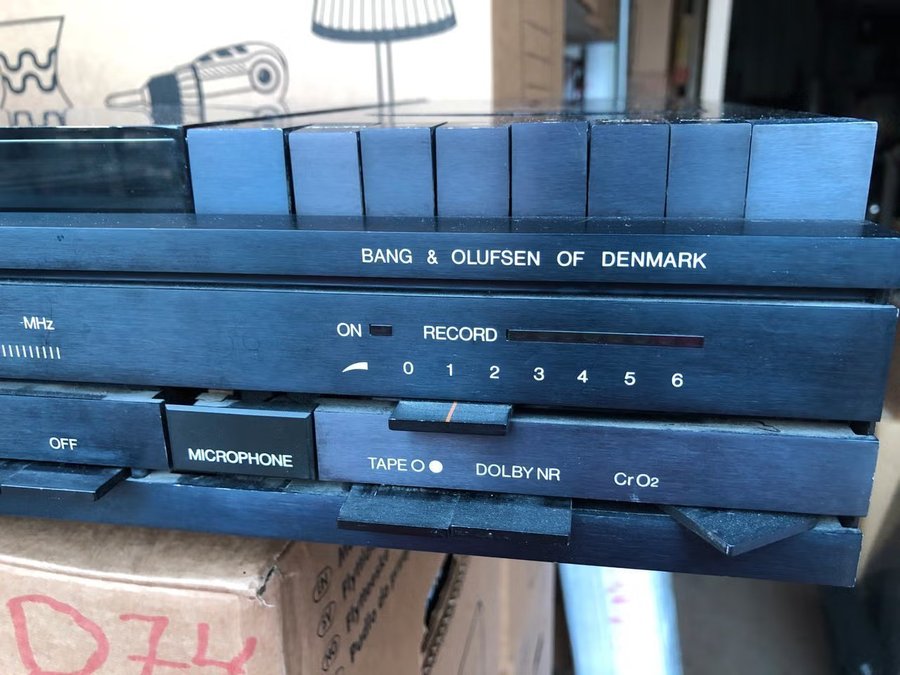 BANG & OLUFSEN OF DENMARK
MHz
ON RECORD
0 1 2 3 4 5 6
OFF
MICROPHONE
TAPE O ● DOLBY NR CrO2
D74